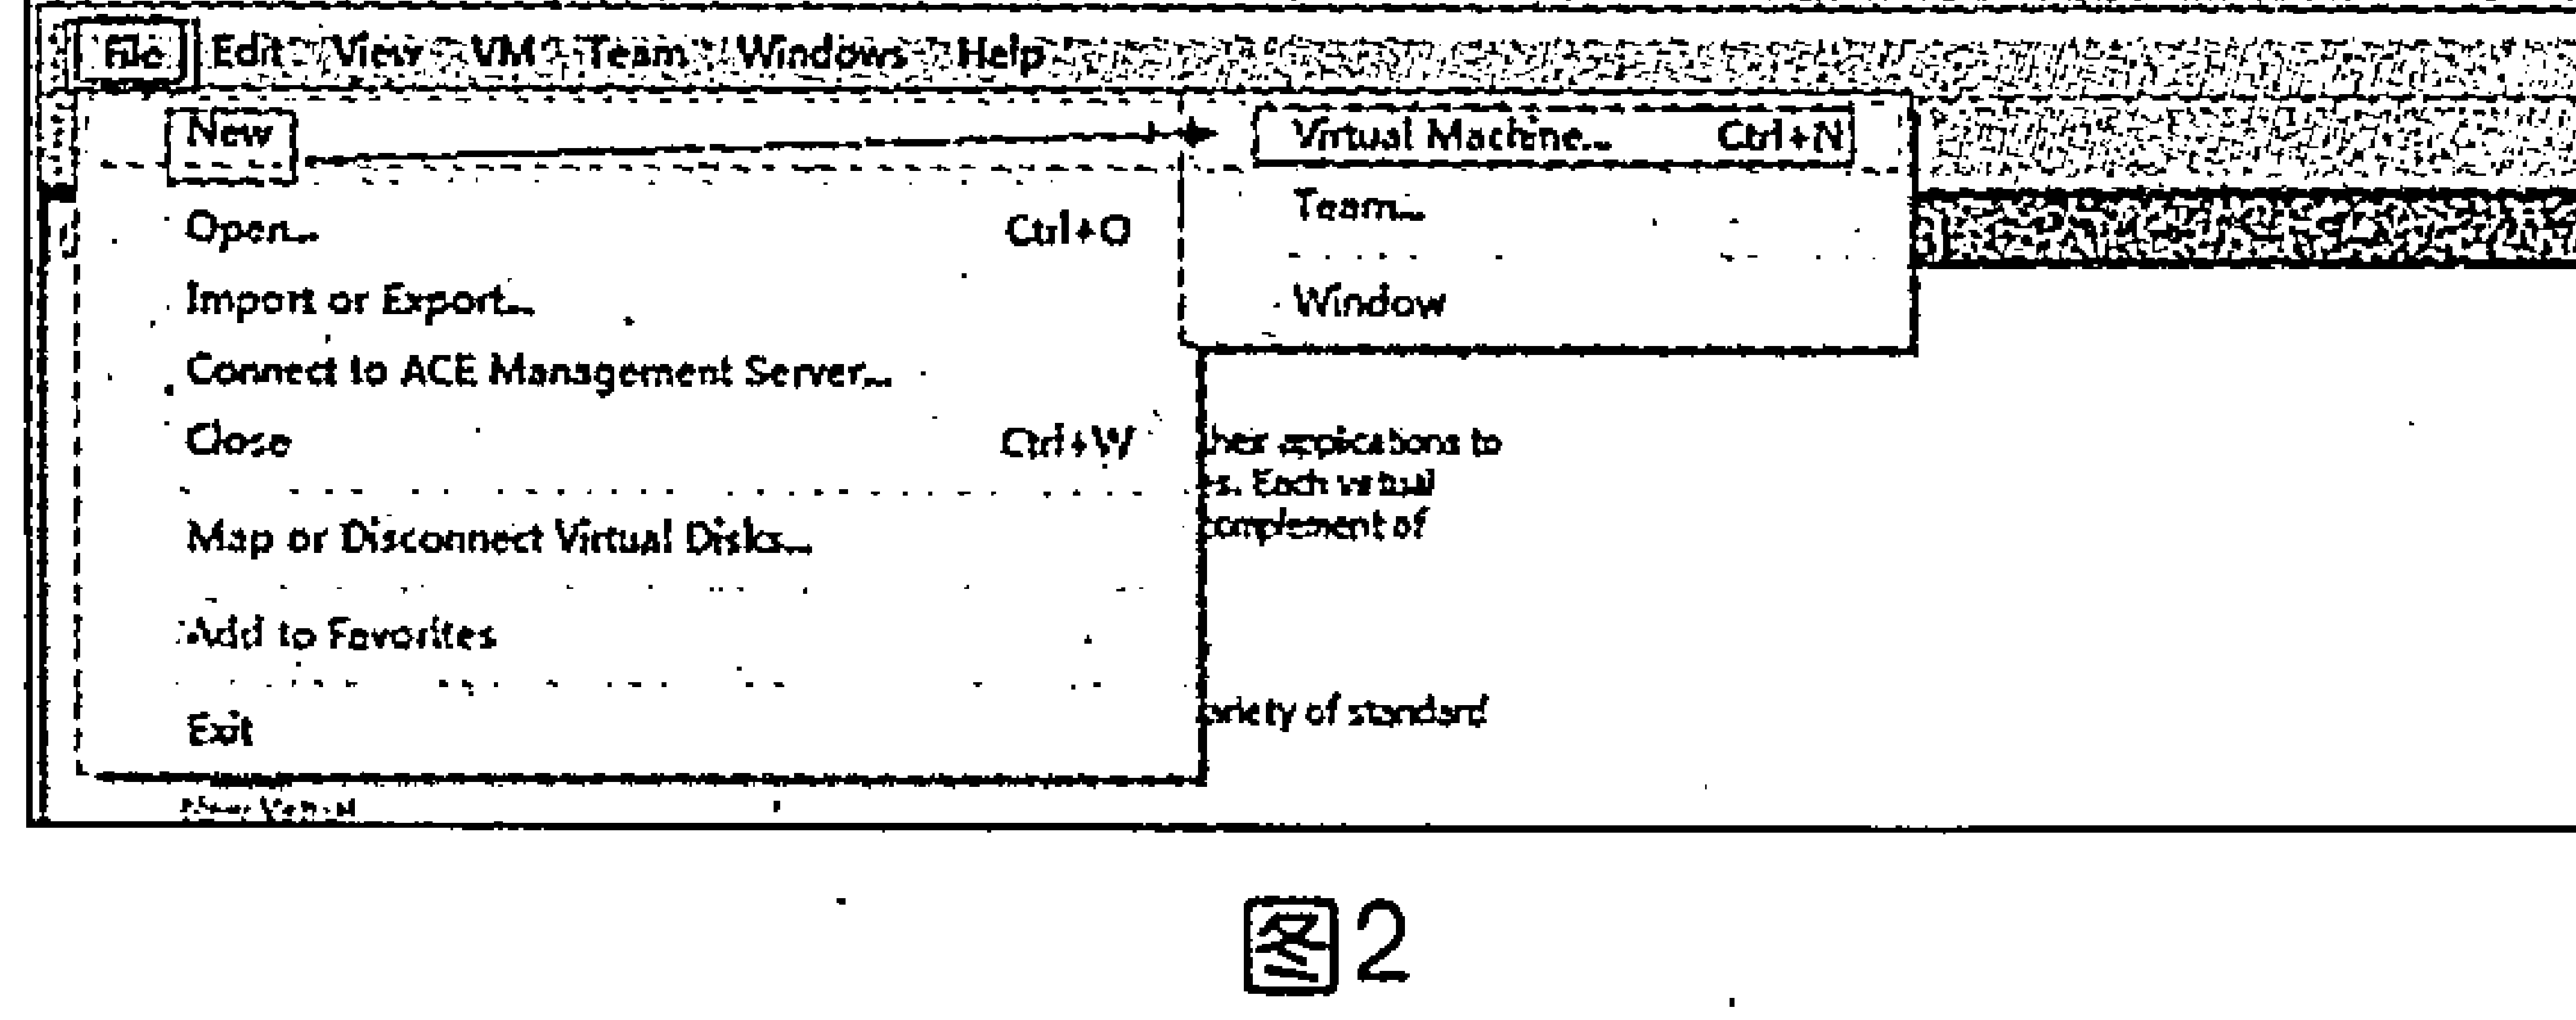 File Edit View VM Team Windows Help
New
Virtual Machine... Ctrl+N
Team...
Window
Open... Ctrl+O
Import or Export...
Connect to ACE Management Server...
Close Ctrl+W
Map or Disconnect Virtual Disks...
Add to Favorites
Exit
her applications to
s. Each virtual
complement of
ariety of standard
图2